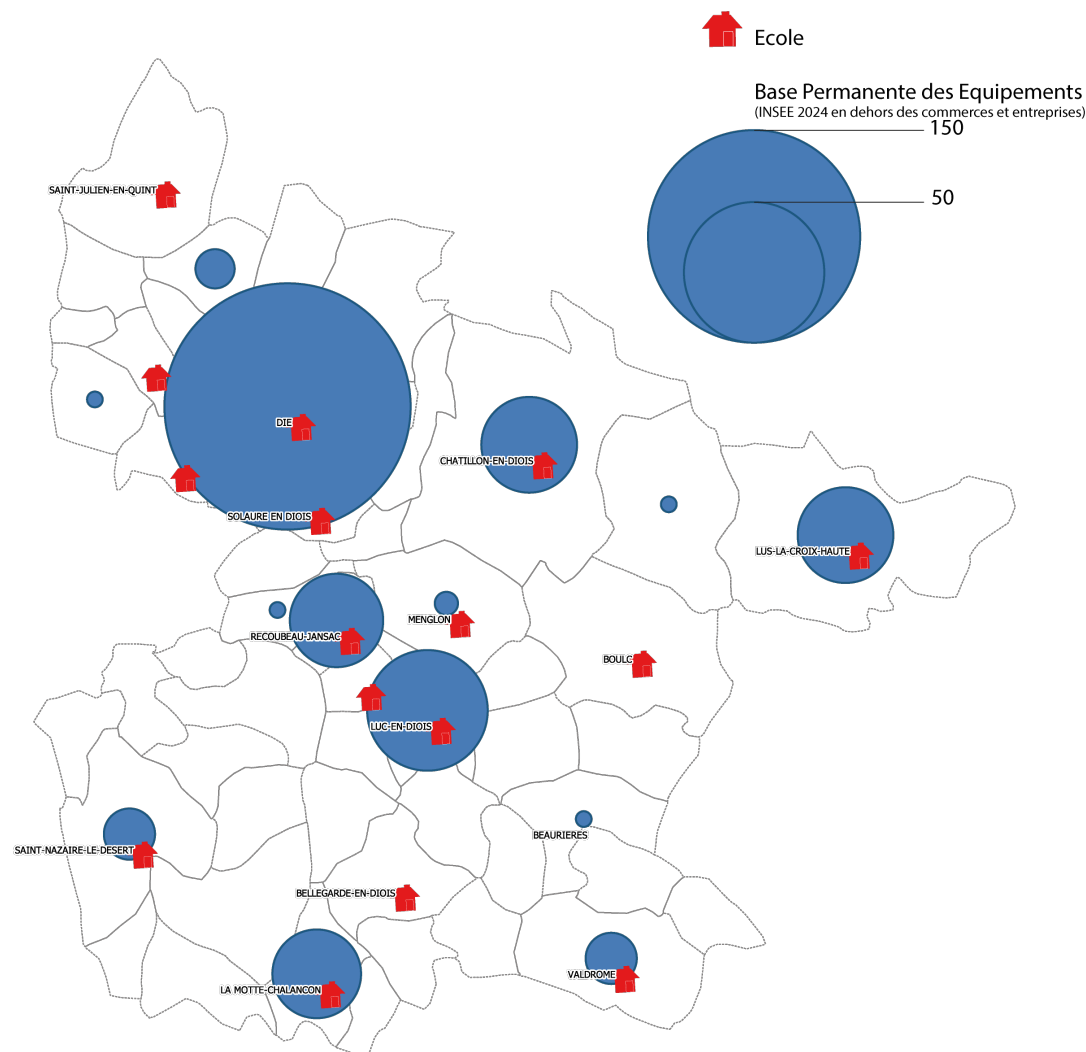 Ecole
Base Permanente des Equipements
(INSEE 2024 en dehors des commerces et entreprises)
150
50
SAINT-JULIEN-EN-QUINT
DIE
CHATILLON-EN-DIOIS
SOLAURE EN DIOIS
LUS-LA-CROIX-HAUTE
MENGLON
RECOUBEAU-JANSAC
BOULC
LUC-EN-DIOIS
BEAURIERES
SAINT-NAZAIRE-LE-DESERT
BELLEGARDE-EN-DIOIS
VALDROME
LA MOTTE-CHALANCON